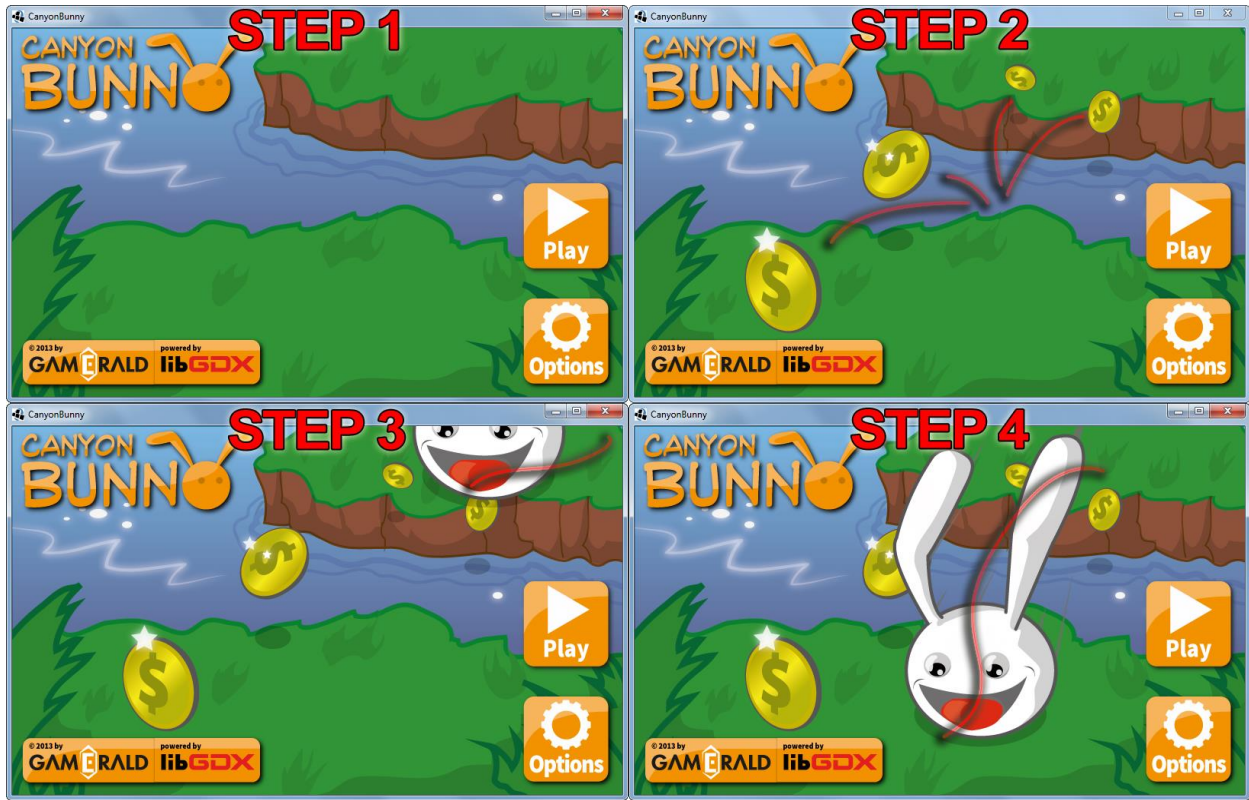 CanyonBunny
STEP 1
CANYON
BUNNO
Play
Options
© 2013 by
GAMERALD
powered by
libGDX
CanyonBunny
STEP 2
CANYON
BUNNO
$
$
$
$
Play
Options
© 2013 by
GAMERALD
powered by
libGDX
CanyonBunny
STEP 3
CANYON
BUNNO
$
$
$
$
Play
Options
© 2013 by
GAMERALD
powered by
libGDX
CanyonBunny
STEP 4
CANYON
BUNNO
$
$
$
$
Play
Options
© 2013 by
GAMERALD
powered by
libGDX